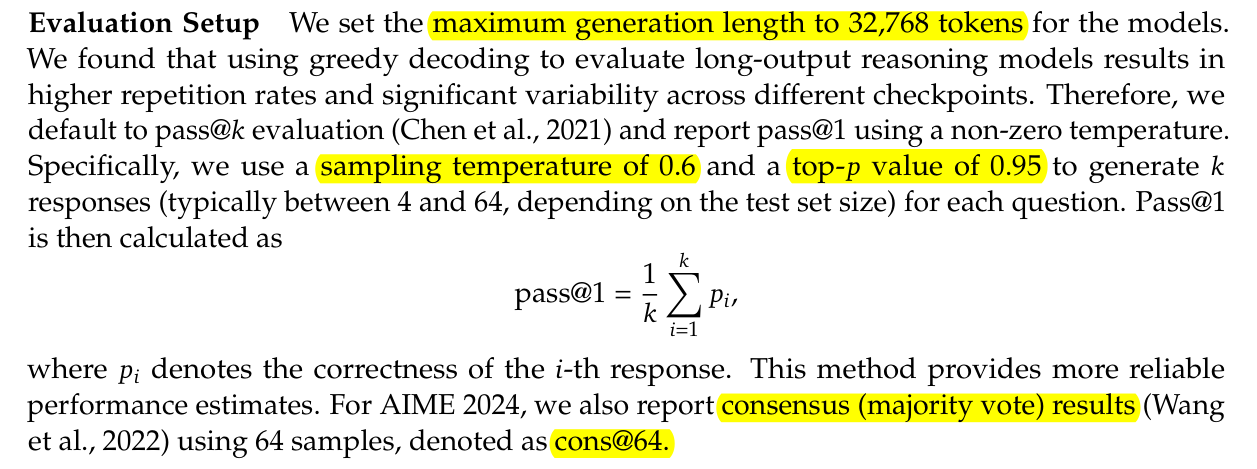 Evaluation Setup We set the maximum generation length to 32,768 tokens for the models.
We found that using greedy decoding to evaluate long-output reasoning models results in
higher repetition rates and significant variability across different checkpoints. Therefore, we
default to pass@k evaluation (Chen et al., 2021) and report pass@1 using a non-zero temperature.
Specifically, we use a sampling temperature of 0.6 and a top-p value of 0.95 to generate k
responses (typically between 4 and 64, depending on the test set size) for each question. Pass@1
is then calculated as
pass@1 = \frac{1}{k} \sum_{i=1}^{k} p_i,
where p_i denotes the correctness of the i-th response. This method provides more reliable
performance estimates. For AIME 2024, we also report consensus (majority vote) results (Wang
et al., 2022) using 64 samples, denoted as cons@64.